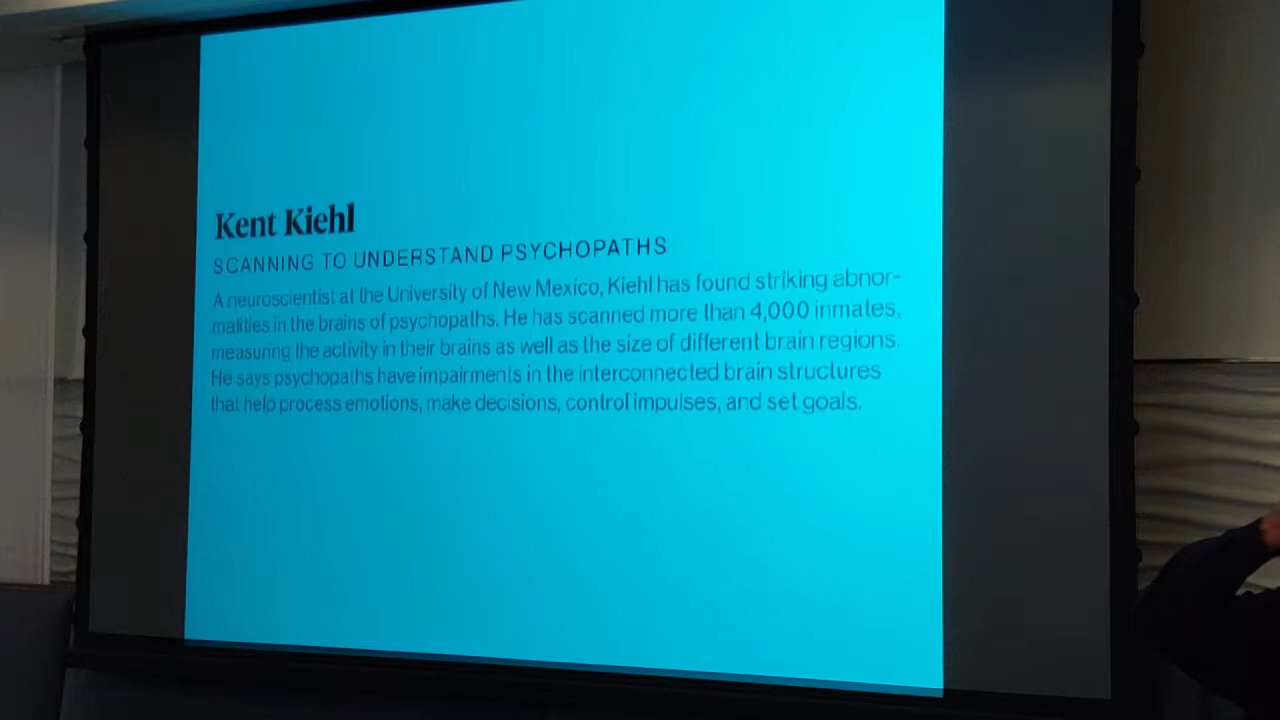 Kent Kiehl
SCANNING TO UNDERSTAND PSYCHOPATHS
A neuroscientist at the University of New Mexico, Kiehl has found striking abnor-
malities in the brains of psychopaths. He has scanned more than 4,000 inmates,
measuring the activity in their brains as well as the size of different brain regions.
He says psychopaths have impairments in the interconnected brain structures
that help process emotions, make decisions, control impulses, and set goals.